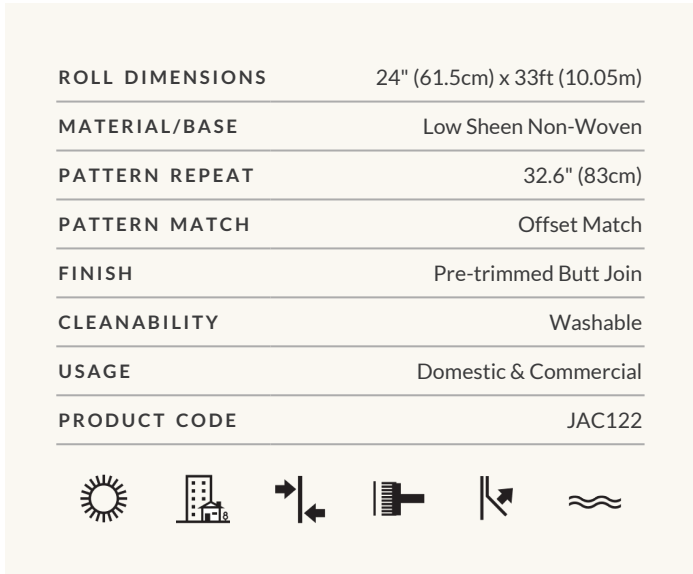 ROLL DIMENSIONS 24" (61.5cm) x 33ft (10.05m)
MATERIAL/BASE Low Sheen Non-Woven
PATTERN REPEAT 32.6" (83cm)
PATTERN MATCH Offset Match
FINISH Pre-trimmed Butt Join
CLEANABILITY Washable
USAGE Domestic & Commercial
PRODUCT CODE JAC122